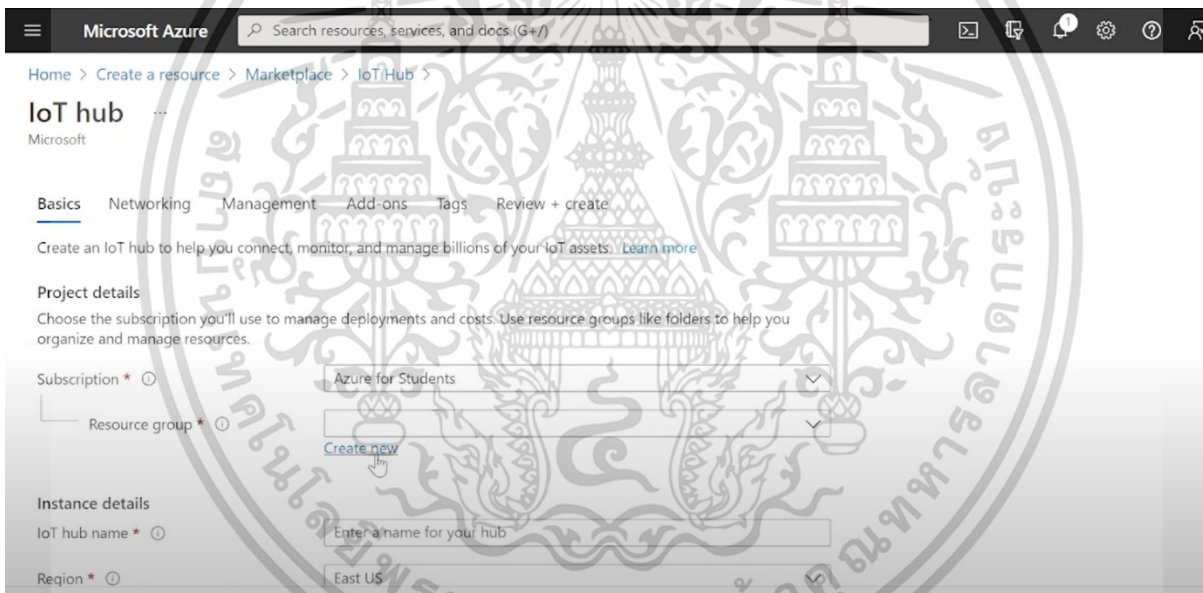 Microsoft Azure
Search resources, services, and docs (G+/)
1
Home > Create a resource > Marketplace > IoT Hub >
IoT hub ...
Microsoft
Basics Networking Management Add-ons Tags Review + create
Create an IoT hub to help you connect, monitor, and manage billions of your IoT assets. Learn more
Project details
Choose the subscription you'll use to manage deployments and costs. Use resource groups like folders to help you
organize and manage resources.
Subscription *
Azure for Students
Resource group *
Create new
Instance details
IoT hub name *
Enter a name for your hub
Region *
East US